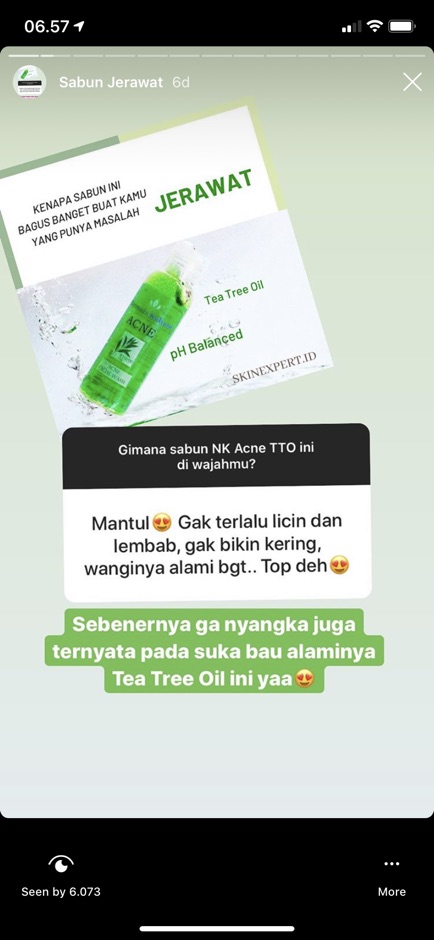 06.57
Sabun Jerawat 6d
KENAPA SABUN INI
BAGUS BANGET BUAT KAMU
YANG PUNYA MASALAH
JERAWAT
ACNE
Tea Tree Oil
pH Balanced
SKINEXPERT.ID
Gimana sabun NK Acne TTO ini
di wajahmu?
Mantul😍 Gak terlalu licin dan
lembab, gak bikin kering,
wanginya alami bgt.. Top deh😍
Sebenernya ga nyangka juga
ternyata pada suka bau alaminya
Tea Tree Oil ini yaa😍
Seen by 6.073
More